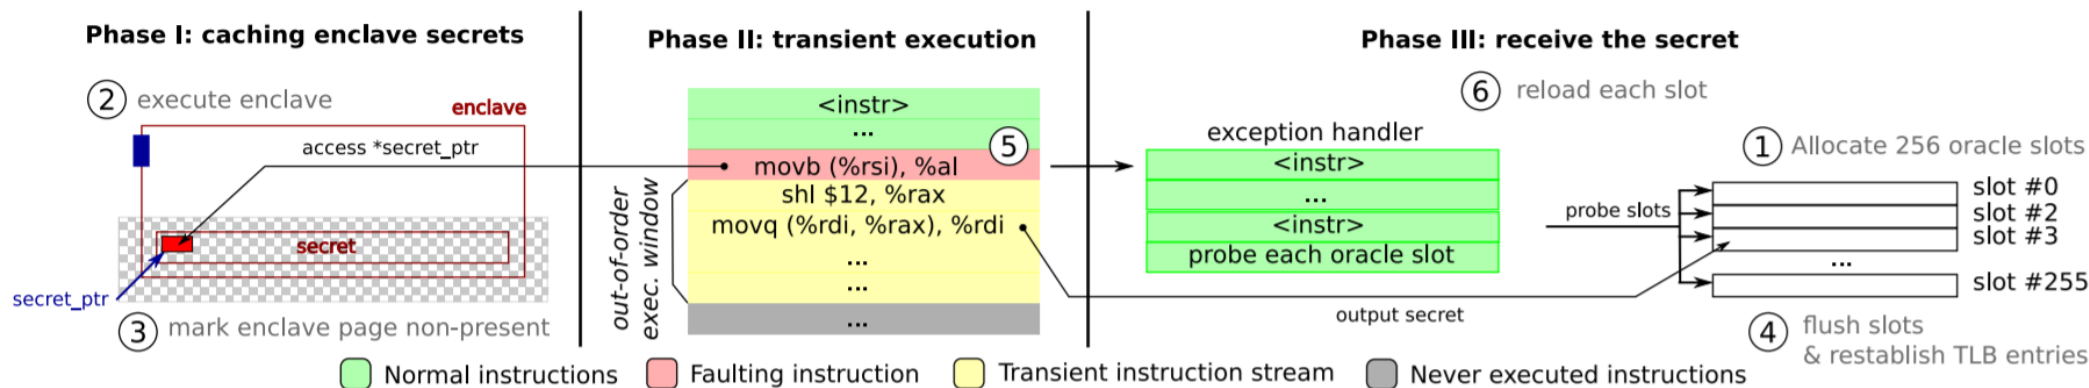 Phase I: caching enclave secrets
② execute enclave
enclave
access *secret_ptr
secret
secret_ptr
③ mark enclave page non-present
Phase II: transient execution
<instr>
...
⑤
movb (%rsi), %al
shl $12, %rax
movq (%rdi, %rax), %rdi
...
...
...
out-of-order
exec. window
Phase III: receive the secret
⑥ reload each slot
exception handler
<instr>
...
<instr>
probe each oracle slot
① Allocate 256 oracle slots
probe slots
slot #0
slot #2
slot #3
...
slot #255
output secret
④ flush slots
& restablish TLB entries
Normal instructions
Faulting instruction
Transient instruction stream
Never executed instructions